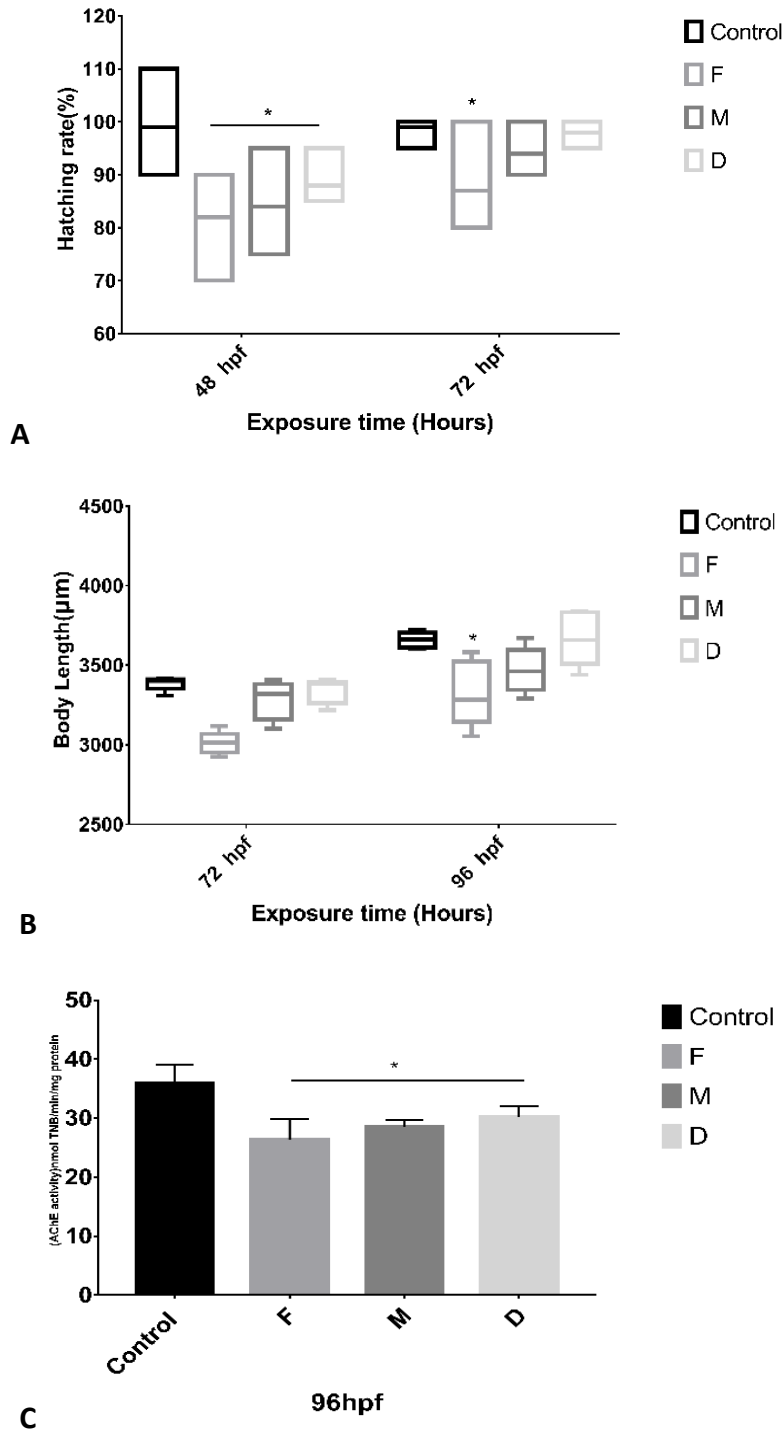 120
110
100
90
80
70
60
Hatching rate(%)
*
*
Control
F
M
D
48 hpf
72 hpf
Exposure time (Hours)
A
4500
4000
3500
3000
2500
Body Length(µm)
*
Control
F
M
D
72 hpf
96 hpf
Exposure time (Hours)
B
50
40
30
20
10
0
(AChE activity)nmol TNB/min/mg protein
*
Control
F
M
D
Control
F
M
D
96hpf
C